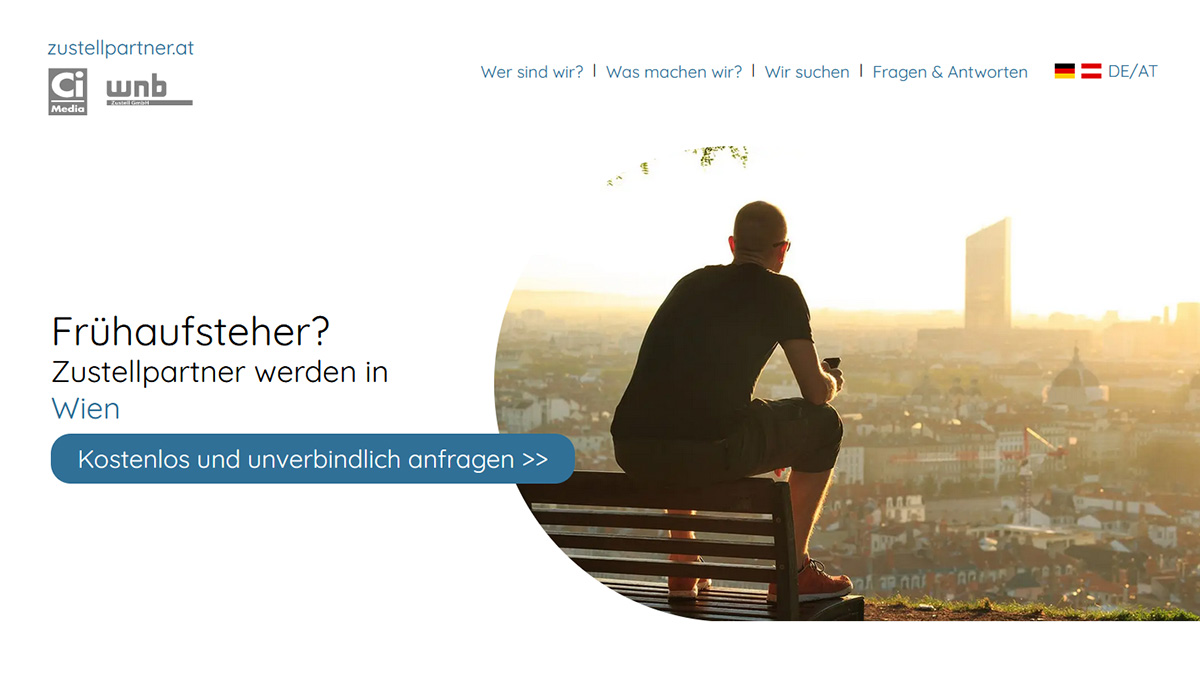 zustellpartner.at
Ci
Media
wnb
Zustell GmbH
Wer sind wir? | Was machen wir? | Wir suchen | Fragen & Antworten DE/AT
Frühaufsteher?
Zustellpartner werden in
Wien
Kostenlos und unverbindlich anfragen >>